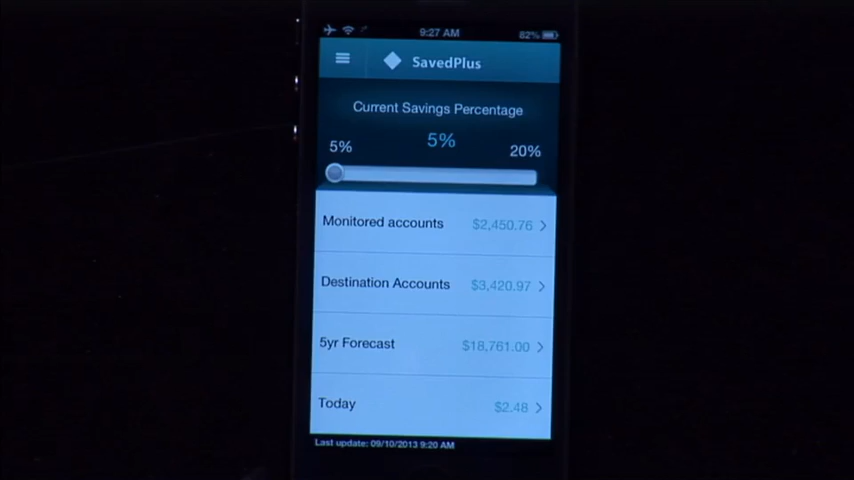 9:27 AM
82%
SavedPlus
Current Savings Percentage
5%
5%
20%
Monitored accounts $2,450.76
Destination Accounts $3,420.97
5yr Forecast $18,761.00
Today $2.48
Last update: 09/10/2013 9:20 AM